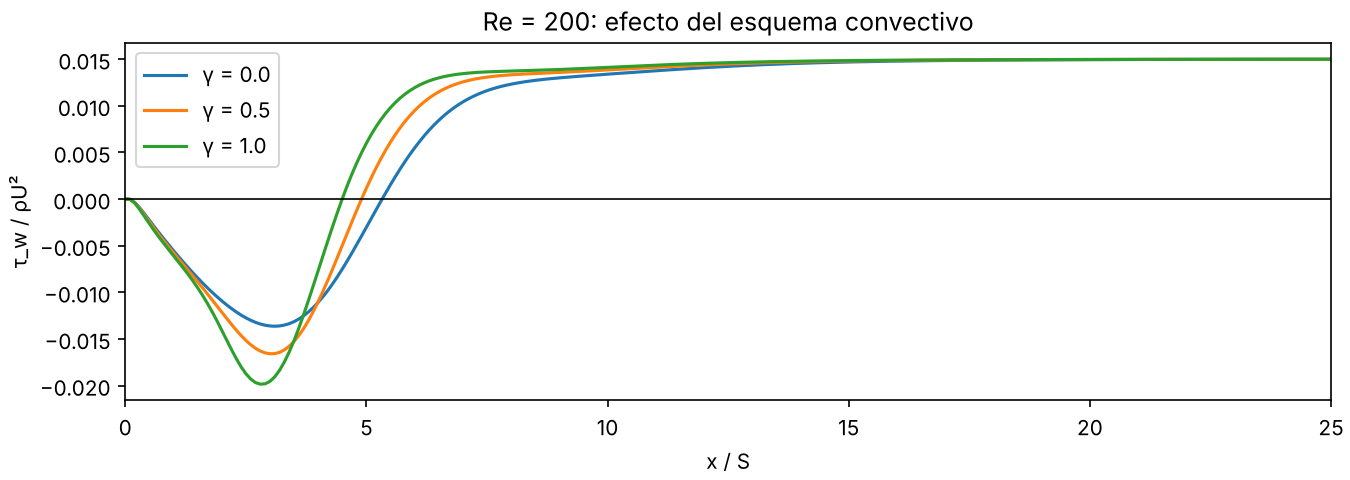 Re = 200: efecto del esquema convectivo
γ = 0.0
γ = 0.5
γ = 1.0
0.015
0.010
0.005
0.000
−0.005
−0.010
−0.015
−0.020
τ_w / ρU²
0 5 10 15 20 25
x / S